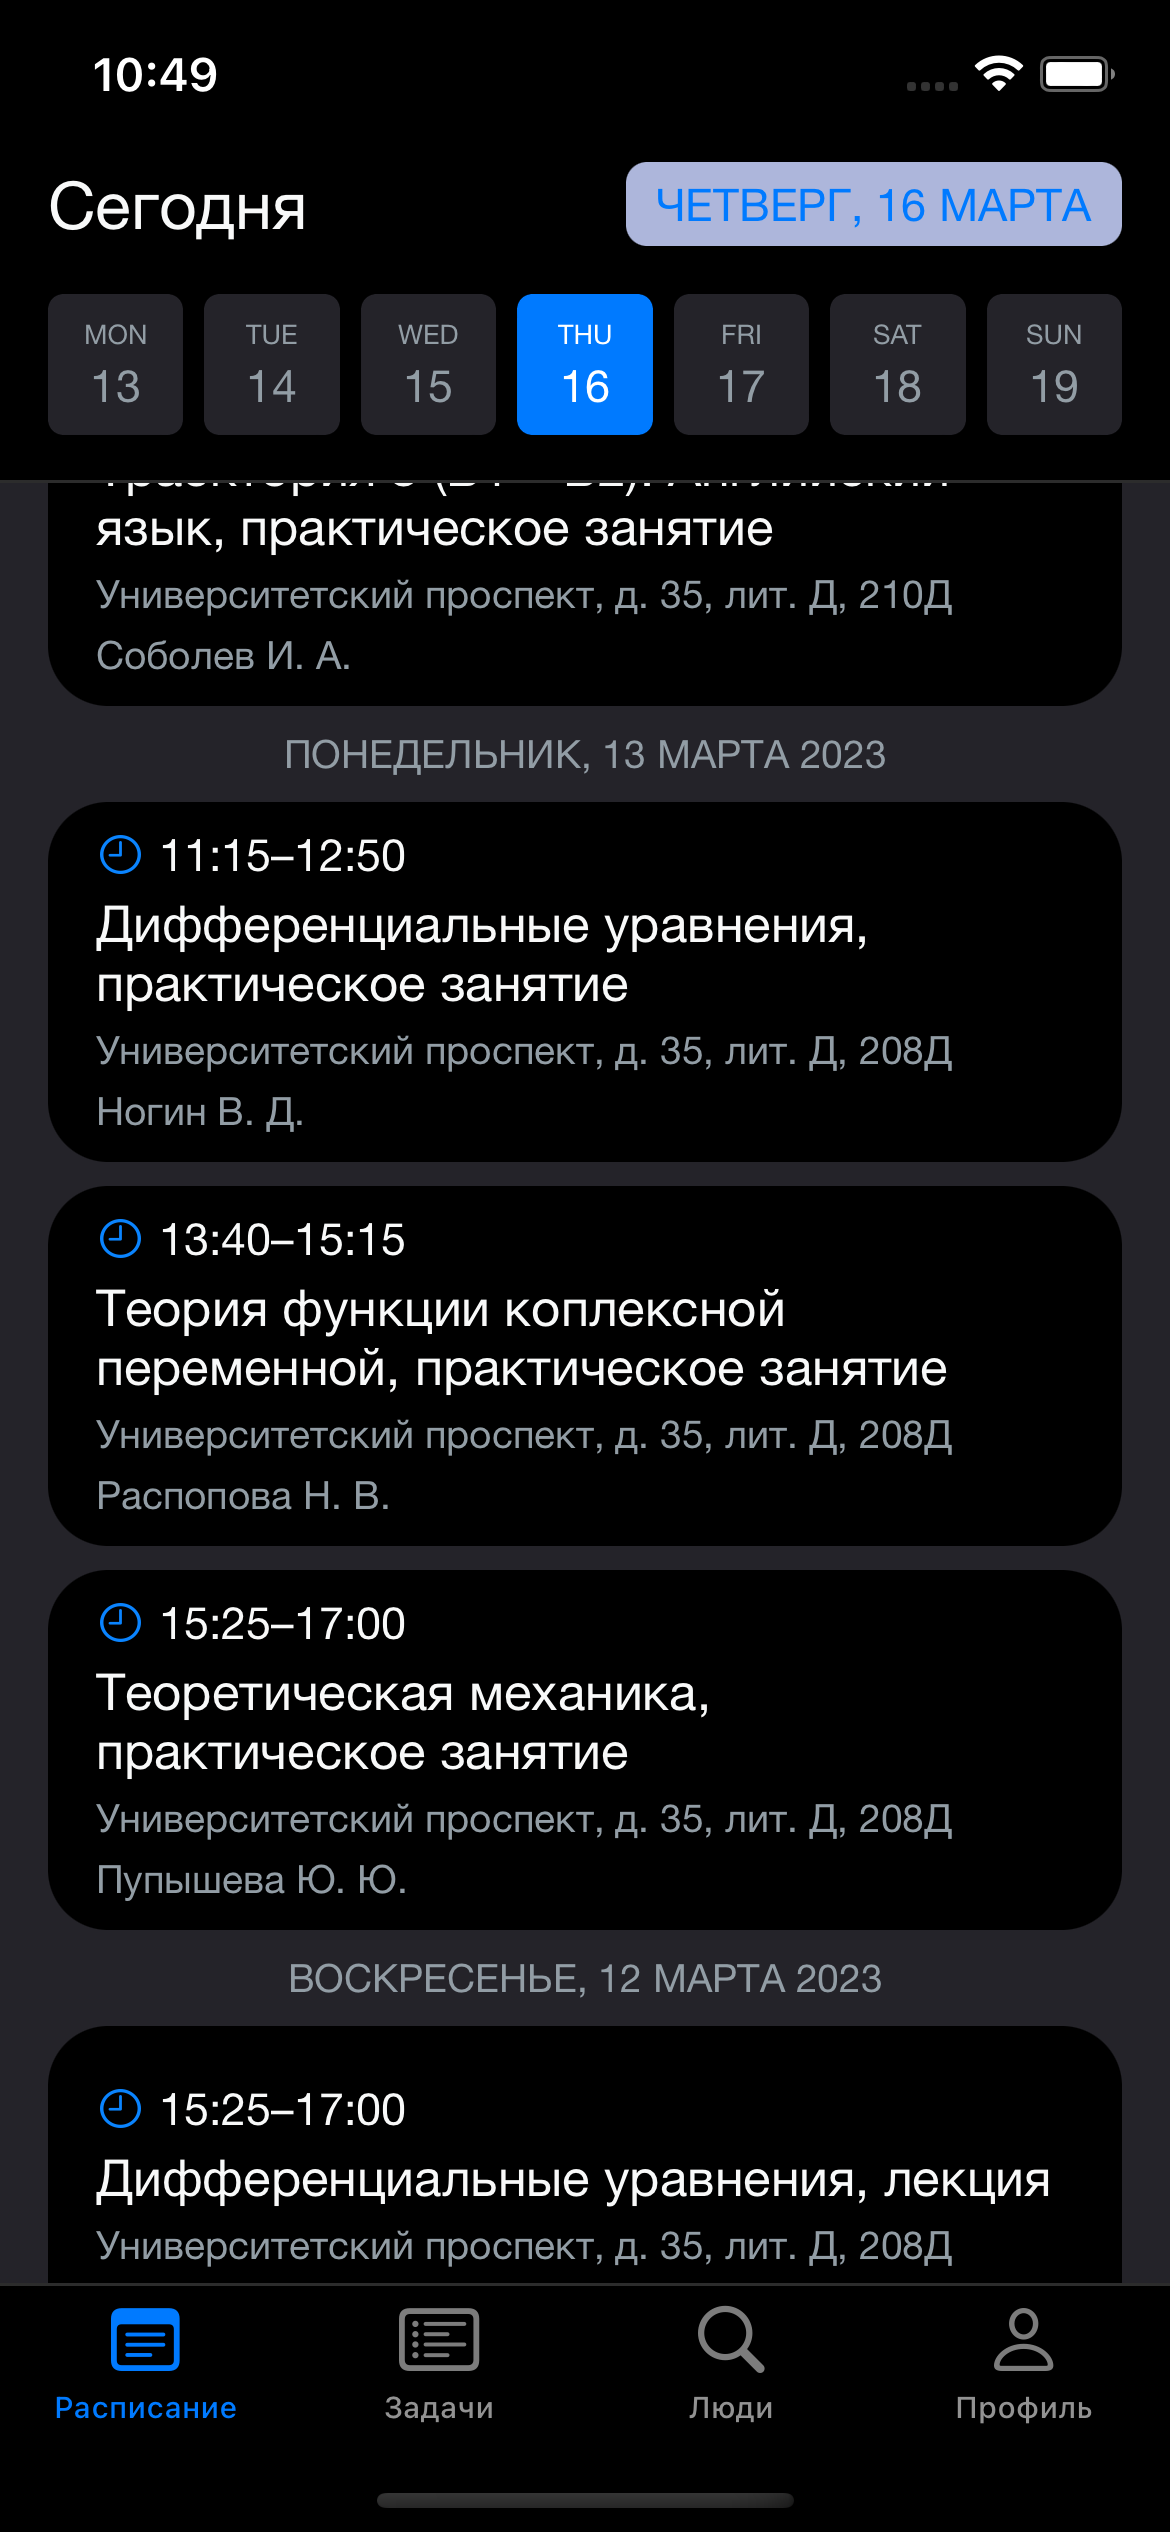 10:49
Сегодня
ЧЕТВЕРГ, 16 МАРТА
MON TUE WED THU FRI SAT SUN
13 14 15 16 17 18 19
язык, практическое занятие
Университетский проспект, д. 35, лит. Д, 210Д
Соболев И. А.
ПОНЕДЕЛЬНИК, 13 МАРТА 2023
11:15–12:50
Дифференциальные уравнения,
практическое занятие
Университетский проспект, д. 35, лит. Д, 208Д
Ногин В. Д.
13:40–15:15
Теория функции коплексной
переменной, практическое занятие
Университетский проспект, д. 35, лит. Д, 208Д
Распопова Н. В.
15:25–17:00
Теоретическая механика,
практическое занятие
Университетский проспект, д. 35, лит. Д, 208Д
Пупышева Ю. Ю.
ВОСКРЕСЕНЬЕ, 12 МАРТА 2023
15:25–17:00
Дифференциальные уравнения, лекция
Университетский проспект, д. 35, лит. Д, 208Д
Расписание Задачи Люди Профиль